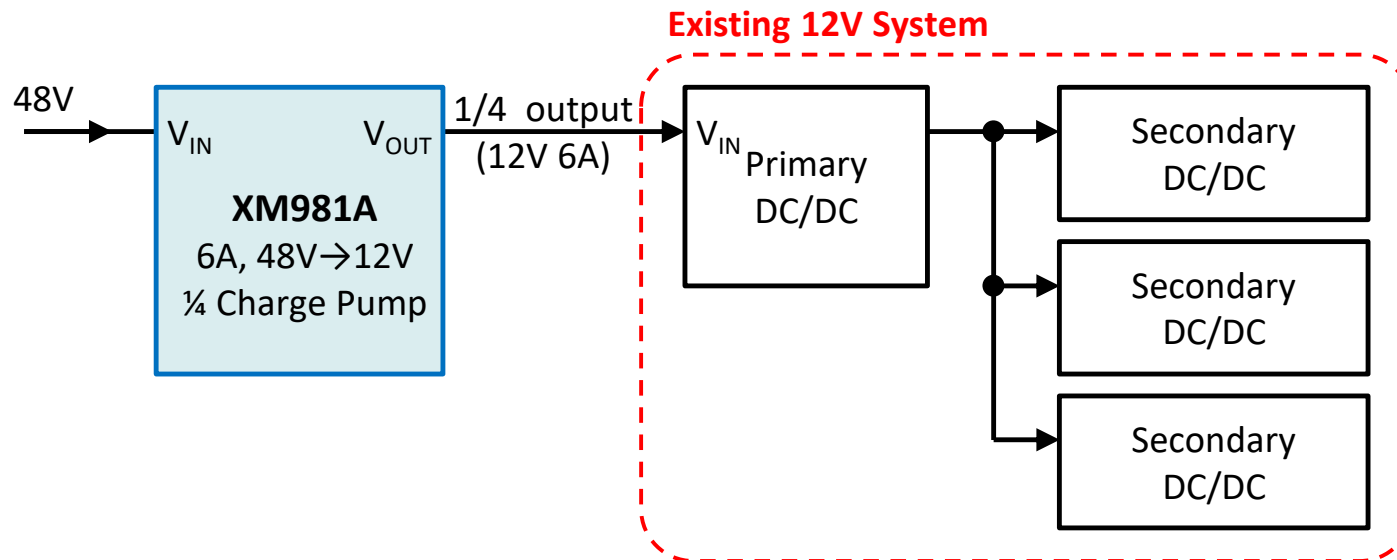 Existing 12V System
48V
VIN
VOUT
XM981A
6A, 48V→12V
¼ Charge Pump
1/4 output
(12V 6A)
VIN
Primary
DC/DC
Secondary
DC/DC
Secondary
DC/DC
Secondary
DC/DC